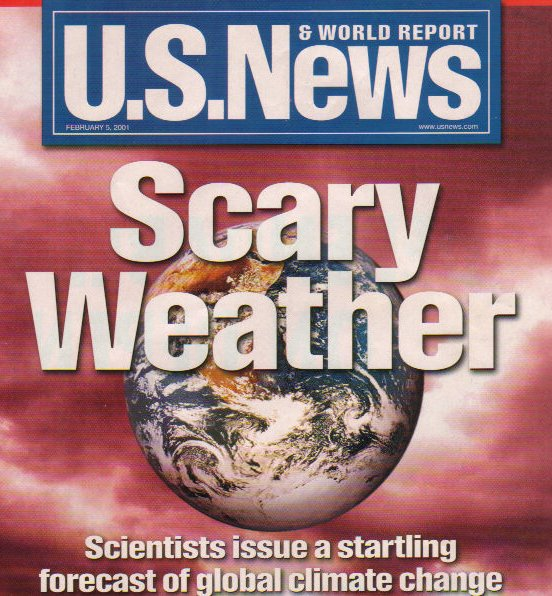 & WORLD REPORT
U.S.News
FEBRUARY 5, 2001
www.usnews.com
Scary
Weather
Scientists issue a startling
forecast of global climate change